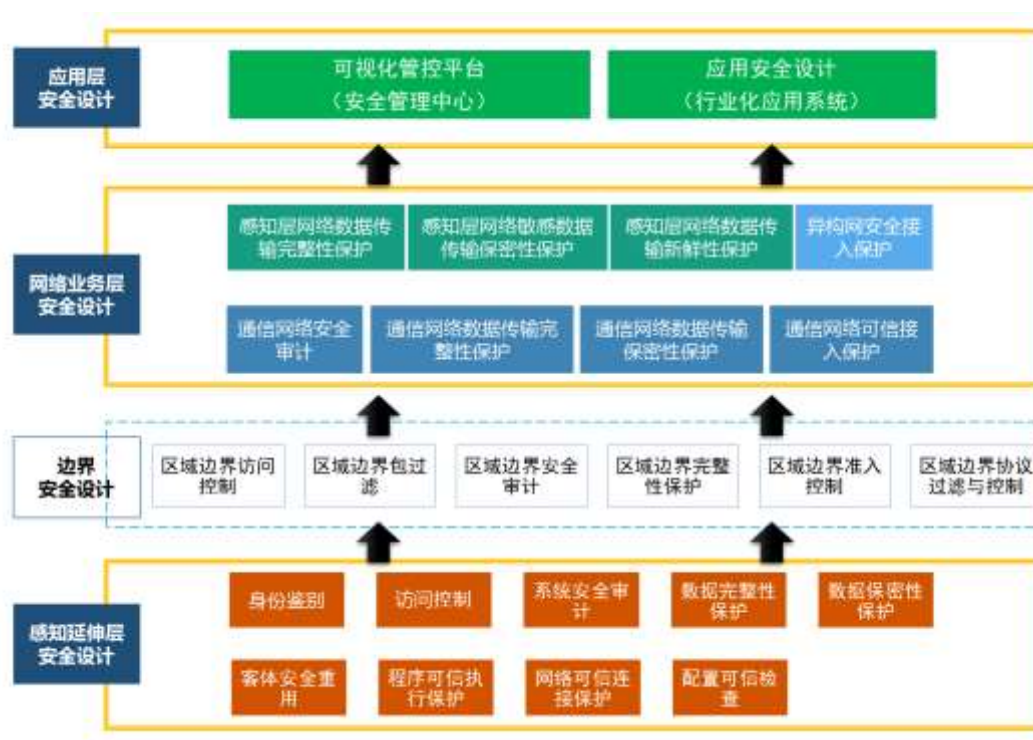 应用层
安全设计
可视化管控平台
（安全管理中心）
应用安全设计
（行业化应用系统）
网络业务层
安全设计
感知层网络数据传
输完整性保护
感知层网络敏感数据
传输保密性保护
感知层网络数据传
输新鲜性保护
异构网安全接
入保护
通信网络安全
审计
通信网络数据传输完
整性保护
通信网络数据传输
保密性保护
通信网络可信接
入保护
边界
安全设计
区域边界访问
控制
区域边界包过
滤
区域边界安全
审计
区域边界完整
性保护
区域边界准入
控制
区域边界协议
过滤与控制
感知延伸层
安全设计
身份鉴别
访问控制
系统安全审
计
数据完整性
保护
数据保密性
保护
客体安全重
用
程序可信执
行保护
网络可信连
接保护
配置可信检
查